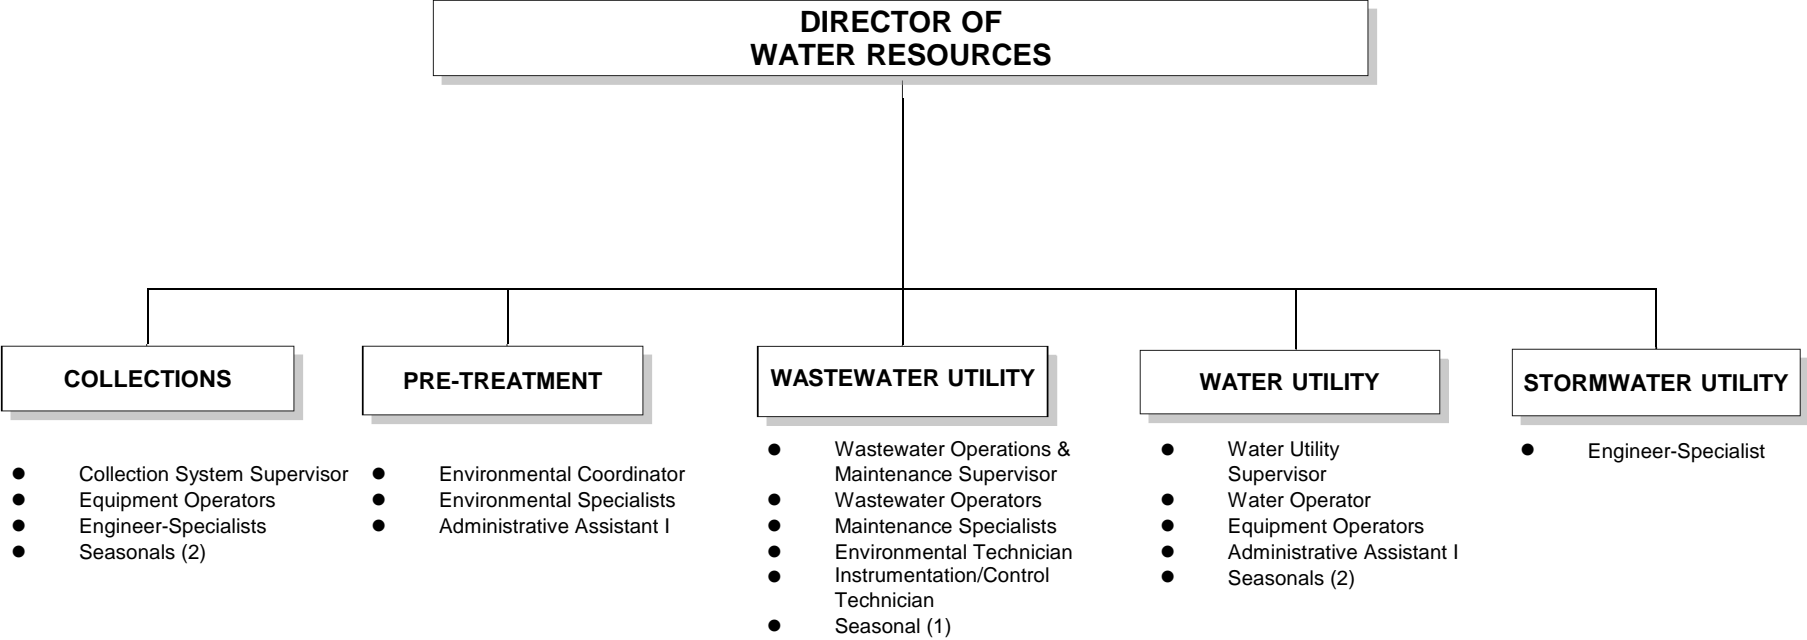 DIRECTOR OF
WATER RESOURCES
COLLECTIONS
● Collection System Supervisor
● Equipment Operators
● Engineer-Specialists
● Seasonals (2)
PRE-TREATMENT
● Environmental Coordinator
● Environmental Specialists
● Administrative Assistant I
WASTEWATER UTILITY
● Wastewater Operations &
Maintenance Supervisor
● Wastewater Operators
● Maintenance Specialists
● Environmental Technician
● Instrumentation/Control
Technician
● Seasonal (1)
WATER UTILITY
● Water Utility
Supervisor
● Water Operator
● Equipment Operators
● Administrative Assistant I
● Seasonals (2)
STORMWATER UTILITY
● Engineer-Specialist